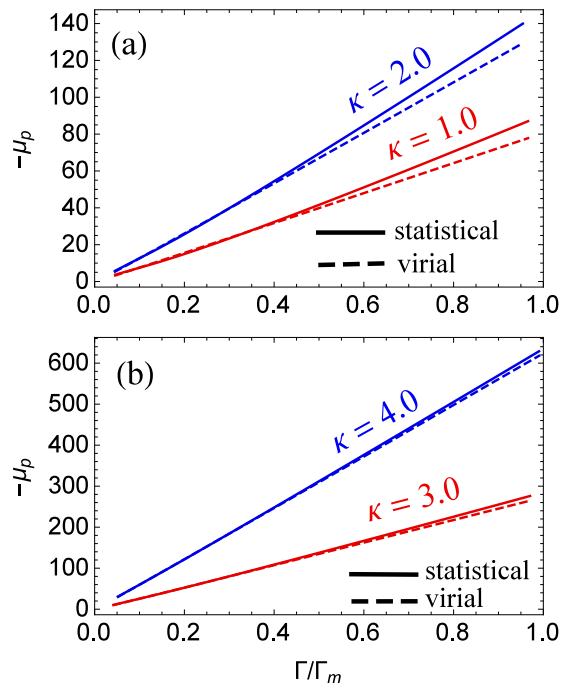 (a)
140
120
100
80
60
40
20
0
−μp
κ = 2.0
κ = 1.0
statistical
virial
0.0 0.2 0.4 0.6 0.8 1.0
(b)
600
500
400
300
200
100
0
−μp
κ = 4.0
κ = 3.0
statistical
virial
0.0 0.2 0.4 0.6 0.8 1.0
Γ/Γm